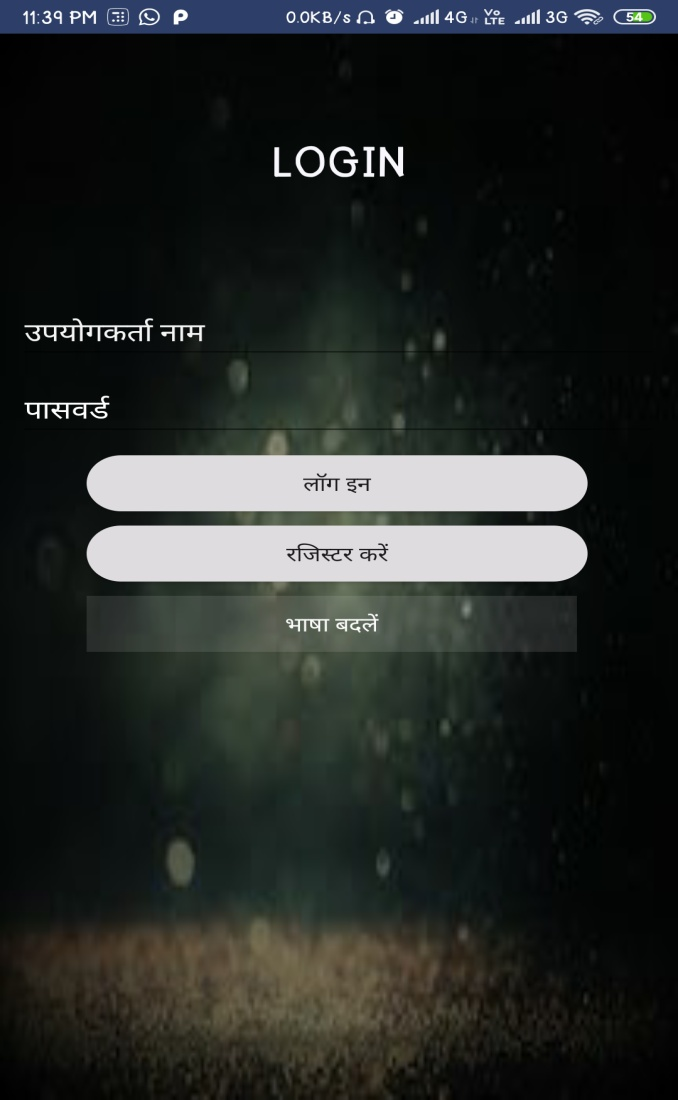 11:39 PM P 0.0KB/s 4G Vo LTE 3G 54
LOGIN
उपयोगकर्ता नाम
पासवर्ड
लॉग इन
रजिस्टर करें
भाषा बदलें